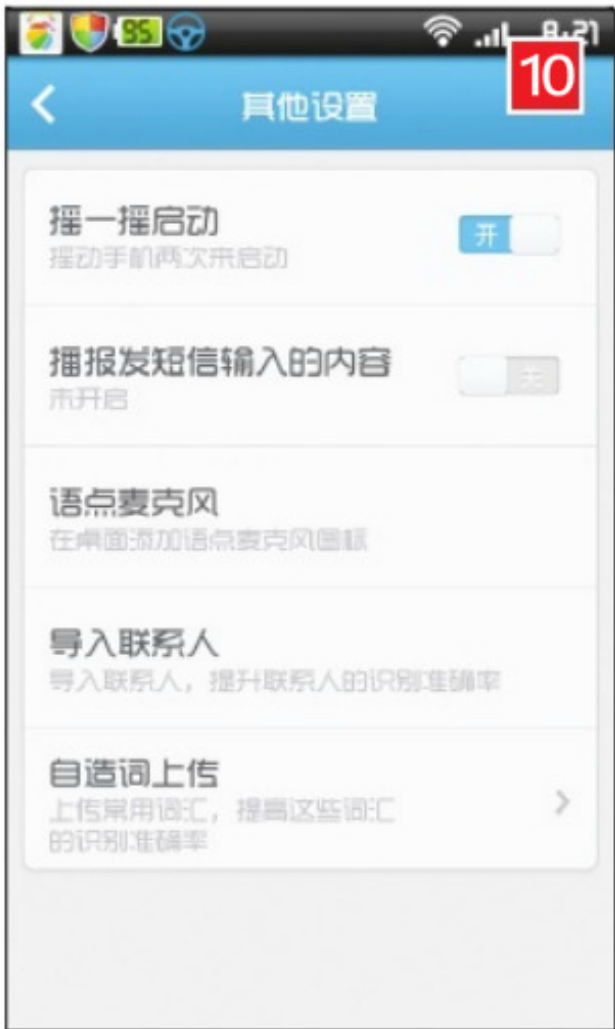 95
8:21
10
其他设置
摇一摇启动
开
摇动手机两次来启动
播报发短信输入的内容
关
未开启
语点麦克风
在桌面添加语点麦克风图标
导入联系人
导入联系人，提升联系人的识别准确率
自造词上传
上传常用词汇，提高这些词汇
的识别准确率